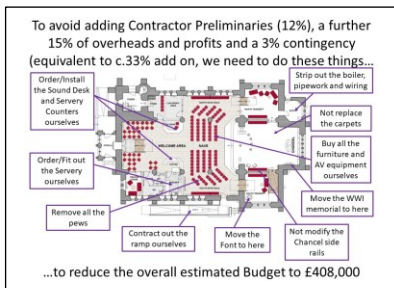 To avoid adding Contractor Preliminaries (12%), a further
15% of overheads and profits and a 3% contingency
(equivalent to c.33% add on, we need to do these things…
Order/Install
the Sound Desk
and Servery
Counters
ourselves
Order/Fit out
the Servery
ourselves
Remove all the
pews
Contract out the
ramp ourselves
WELCOME AREA
NAVE
Strip out the boiler,
pipework and wiring
Not replace
the carpets
Buy all the
furniture and
AV equipment
ourselves
Move the WWI
memorial to here
Not modify the
Chancel side
rails
Move the
Font to here
…to reduce the overall estimated Budget to £408,000